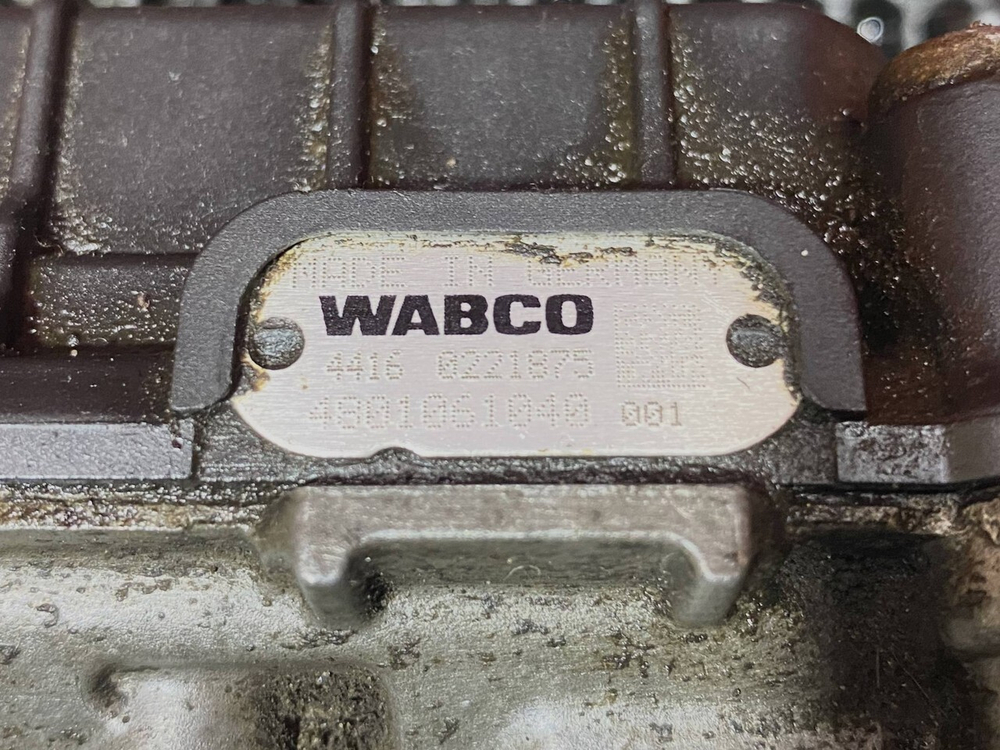 MADE IN GERMANY
WABCO
4416 0221875
4801061040 001